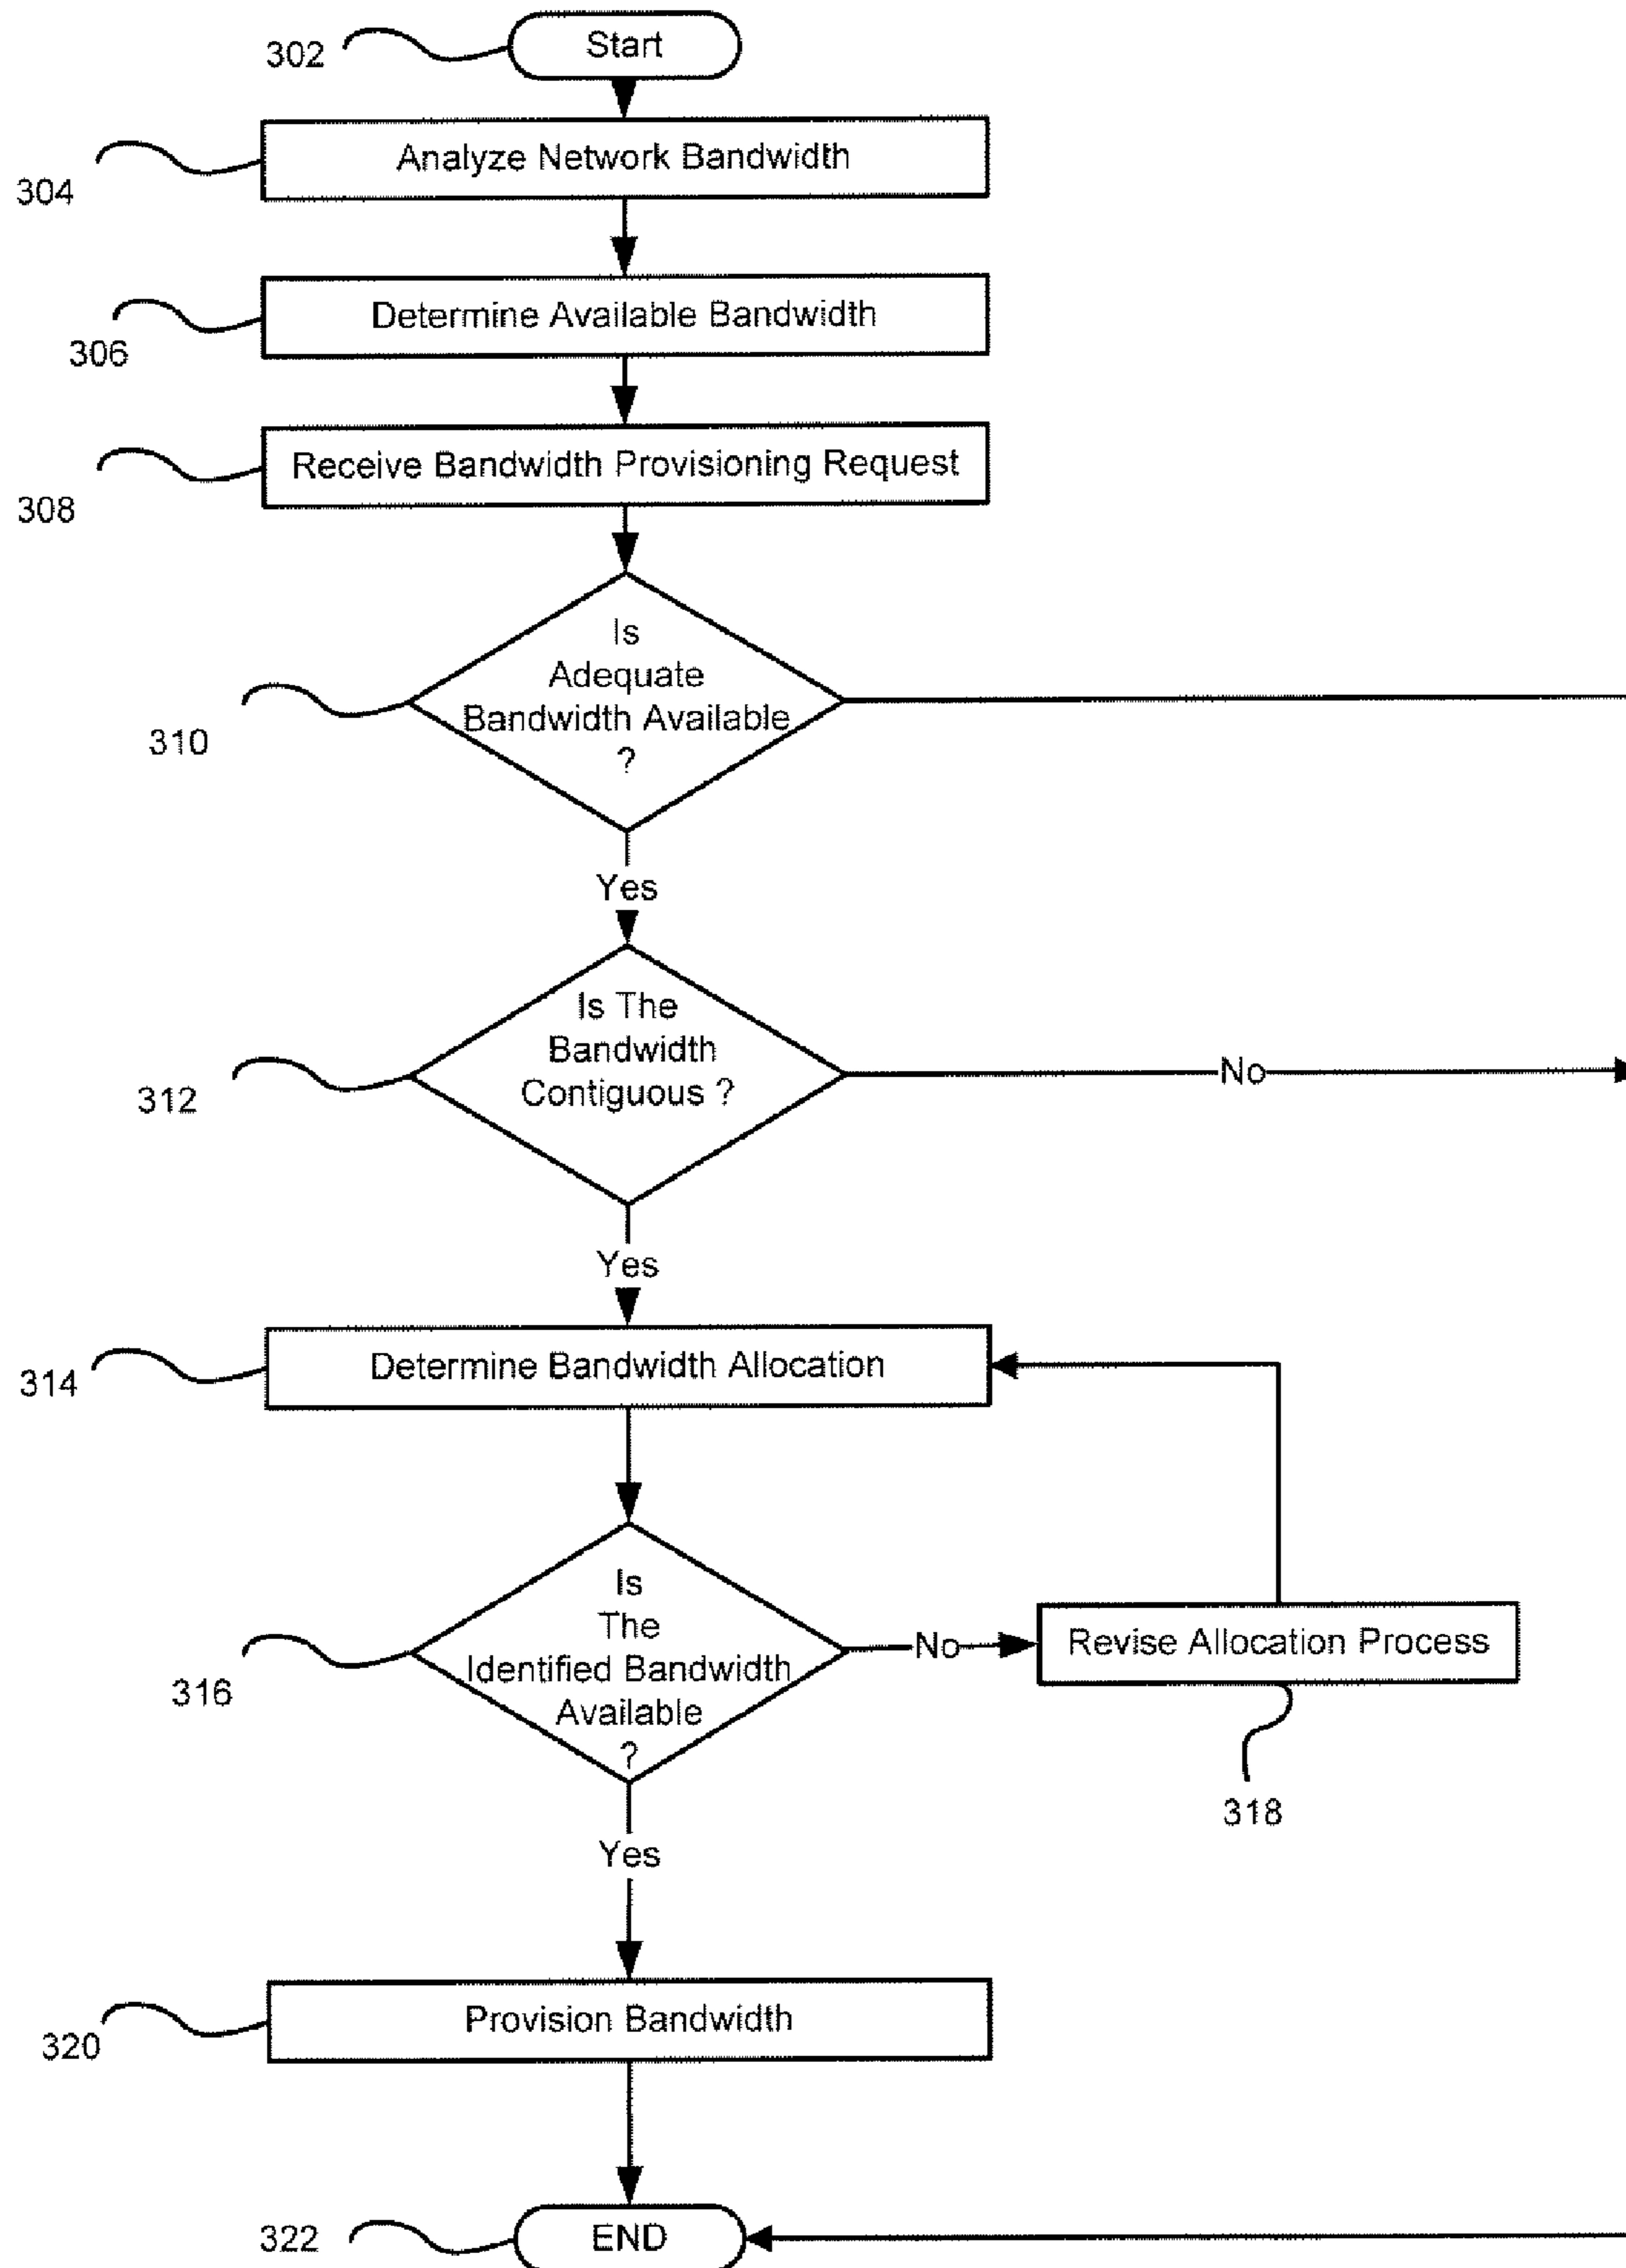 302
Start
304
Analyze Network Bandwidth
306
Determine Available Bandwidth
308
Receive Bandwidth Provisioning Request
310
Is
Adequate
Bandwidth Available
?
Yes
312
Is The
Bandwidth
Contiguous ?
No
Yes
314
Determine Bandwidth Allocation
316
Is
The
Identified Bandwidth
Available
?
No
Revise Allocation Process
318
Yes
320
Provision Bandwidth
322
END